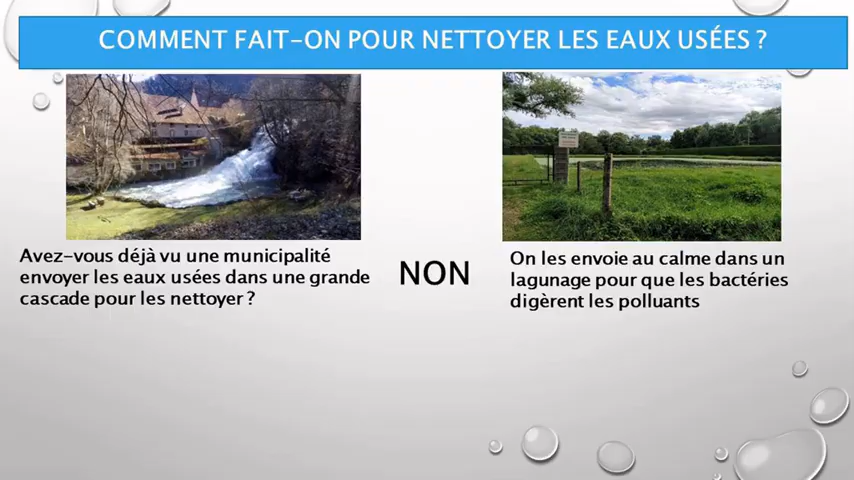 COMMENT FAIT-ON POUR NETTOYER LES EAUX USÉES ?
Avez-vous déjà vu une municipalité
envoyer les eaux usées dans une grande
cascade pour les nettoyer ?
NON
On les envoie au calme dans un
lagunage pour que les bactéries
digèrent les polluants